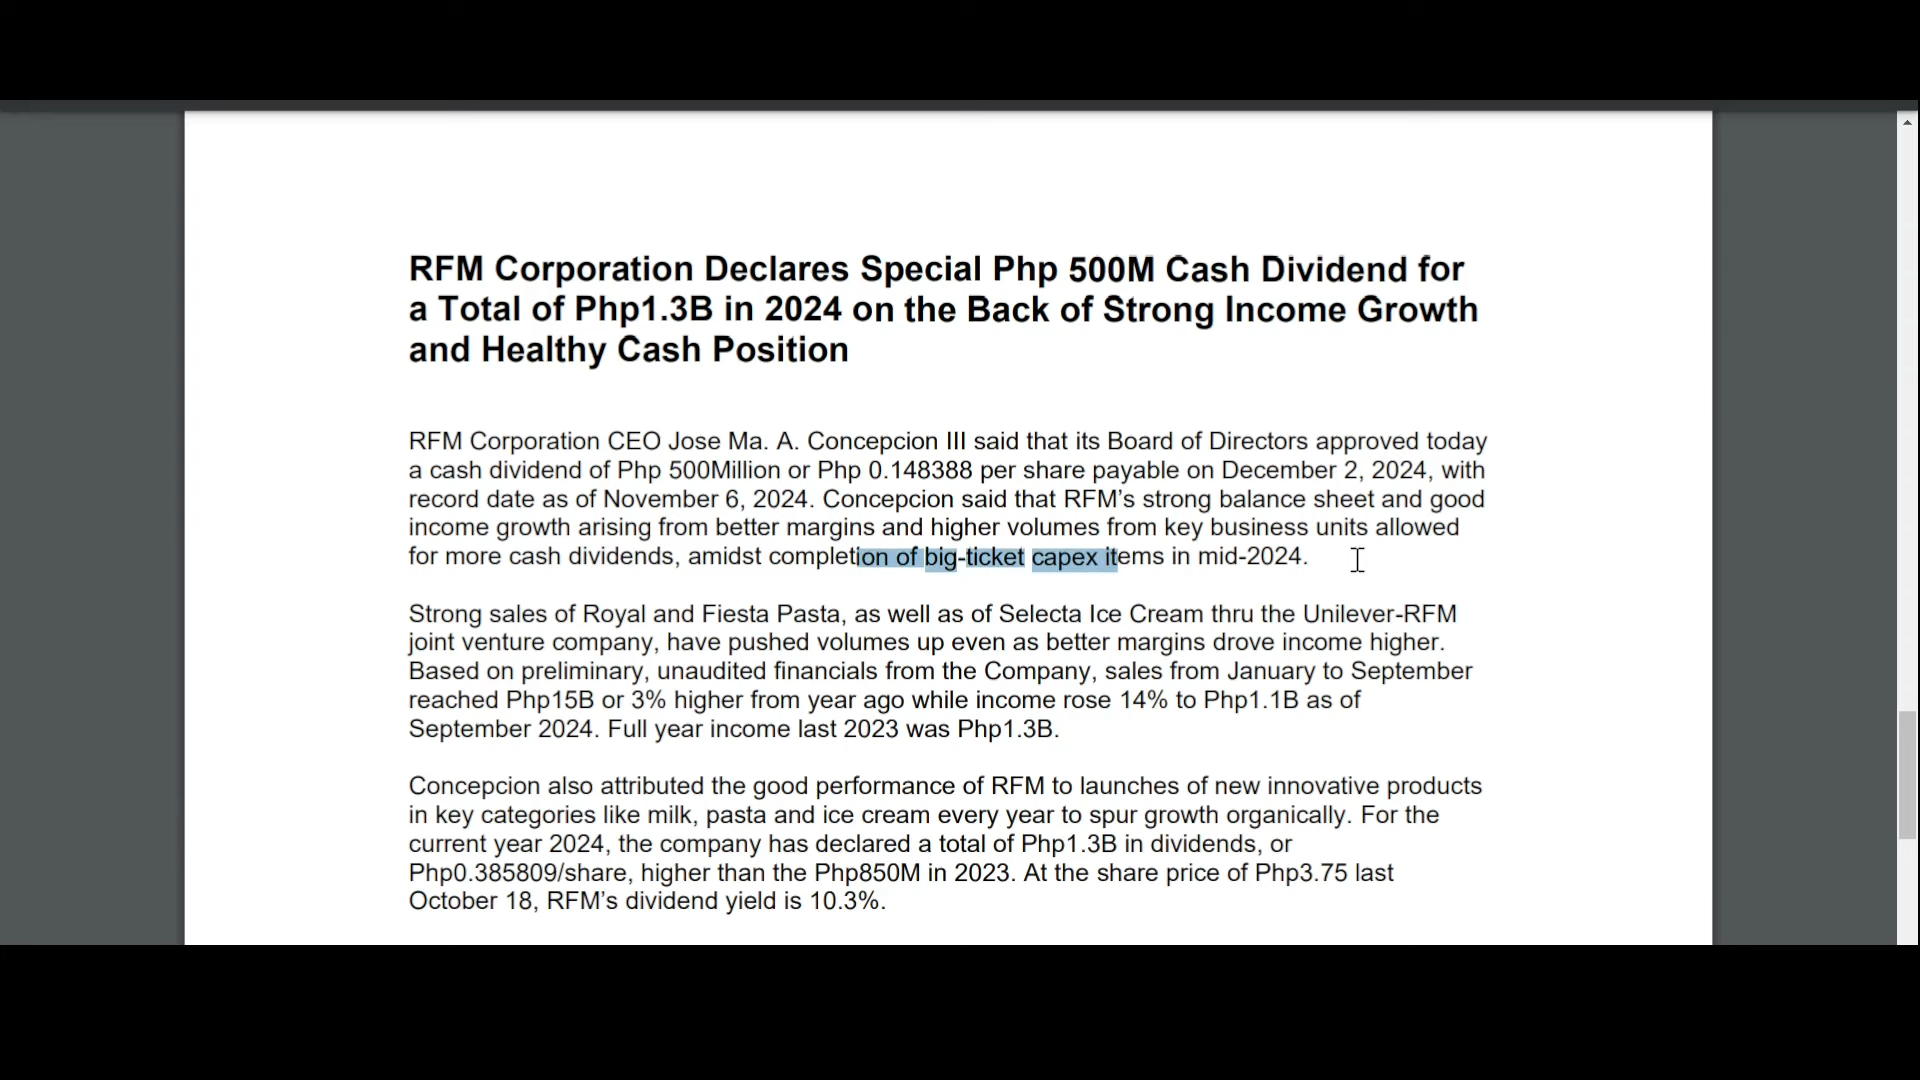 RFM Corporation Declares Special Php 500M Cash Dividend for
a Total of Php1.3B in 2024 on the Back of Strong Income Growth
and Healthy Cash Position
RFM Corporation CEO Jose Ma. A. Concepcion III said that its Board of Directors approved today
a cash dividend of Php 500Million or Php 0.148388 per share payable on December 2, 2024, with
record date as of November 6, 2024. Concepcion said that RFM’s strong balance sheet and good
income growth arising from better margins and higher volumes from key business units allowed
for more cash dividends, amidst completion of big-ticket capex items in mid-2024.
Strong sales of Royal and Fiesta Pasta, as well as of Selecta Ice Cream thru the Unilever-RFM
joint venture company, have pushed volumes up even as better margins drove income higher.
Based on preliminary, unaudited financials from the Company, sales from January to September
reached Php15B or 3% higher from year ago while income rose 14% to Php1.1B as of
September 2024. Full year income last 2023 was Php1.3B.
Concepcion also attributed the good performance of RFM to launches of new innovative products
in key categories like milk, pasta and ice cream every year to spur growth organically. For the
current year 2024, the company has declared a total of Php1.3B in dividends, or
Php0.385809/share, higher than the Php850M in 2023. At the share price of Php3.75 last
October 18, RFM’s dividend yield is 10.3%.